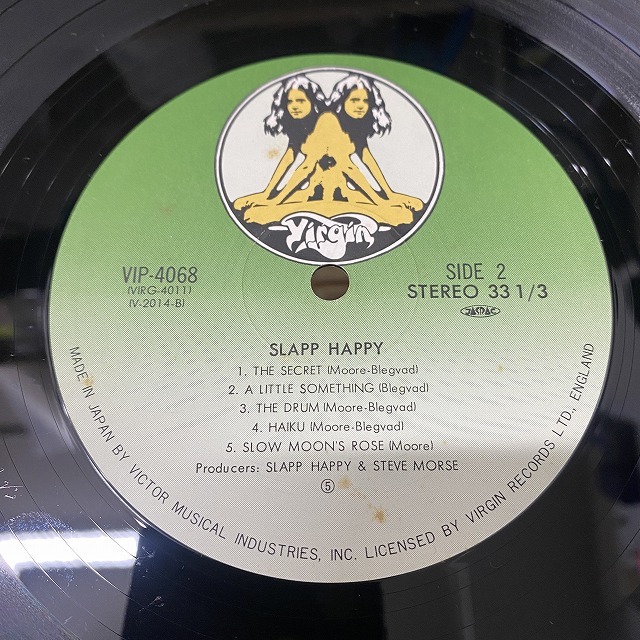 Virgin
VIP-4068
(VIRG-4011)
(V-2014-B)
SIDE 2
STEREO 33 1/3
JASRAC
SLAPP HAPPY
1. THE SECRET (Moore-Blegvad)
2. A LITTLE SOMETHING (Blegvad)
3. THE DRUM (Moore-Blegvad)
4. HAIKU (Moore-Blegvad)
5. SLOW MOON'S ROSE (Moore)
Producers: SLAPP HAPPY & STEVE MORSE
⑤
MADE IN JAPAN BY VICTOR MUSICAL INDUSTRIES, INC. LICENSED BY VIRGIN RECORDS LTD., ENGLAND